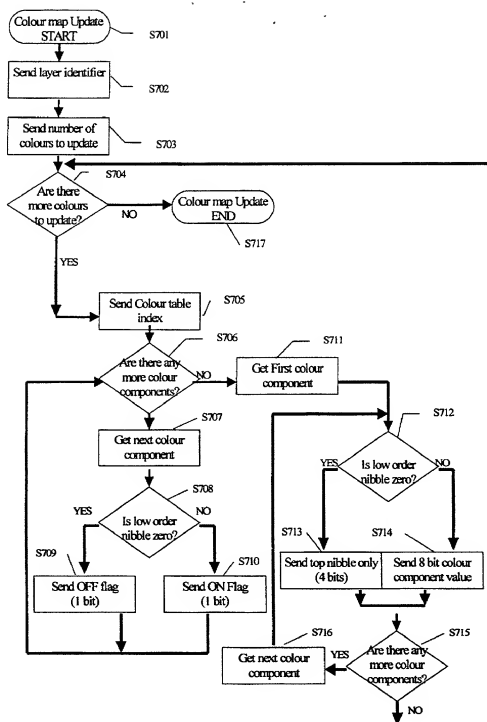 Colour map Update
START
S701
Send layer identifier
S702
Send number of
colours to update
S703
S704
Are there
more colours
to update?
NO
Colour map Update
END
S717
YES
Send Colour table
index
S705
S706
Are there any
more colour
components?
NO
S711
Get First colour
component
S707
Get next colour
component
S712
Is low order
nibble zero?
YES
NO
S708
Is low order
nibble zero?
YES
NO
S709
Send OFF flag
(1 bit)
S710
Send ON Flag
(1 bit)
S713
Send top nibble only
(4 bits)
S714
Send 8 bit colour
component value
S716
Get next colour
component
YES
S715
Are there any
more colour
components?
NO